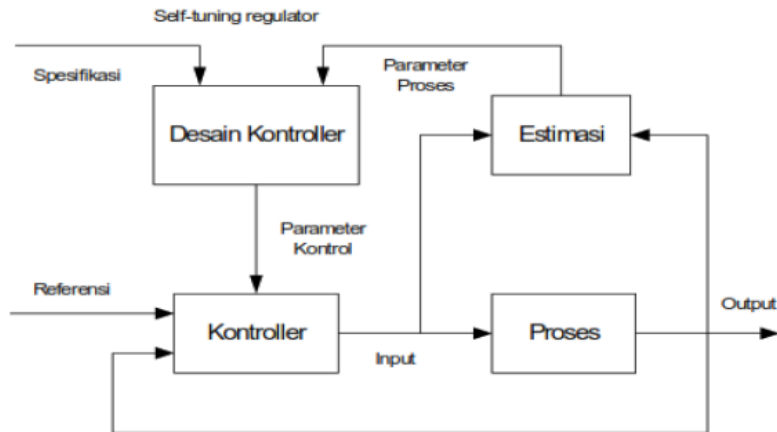 Self-tuning regulator
Spesifikasi
Parameter
Proses
Desain Kontroller
Estimasi
Parameter
Kontrol
Referensi
Kontroller
Input
Proses
Output